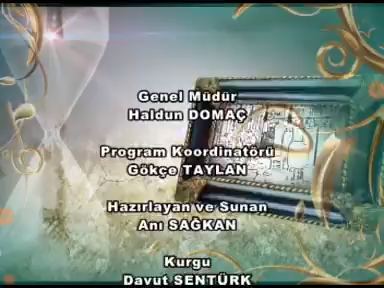 Genel Müdür
Haldun DOMAÇ
Program Koordinatörü
Gökçe TAYLAN
Hazırlayan ve Sunan
Anı SAĞKAN
Kurgu
Davut SENTÜRK